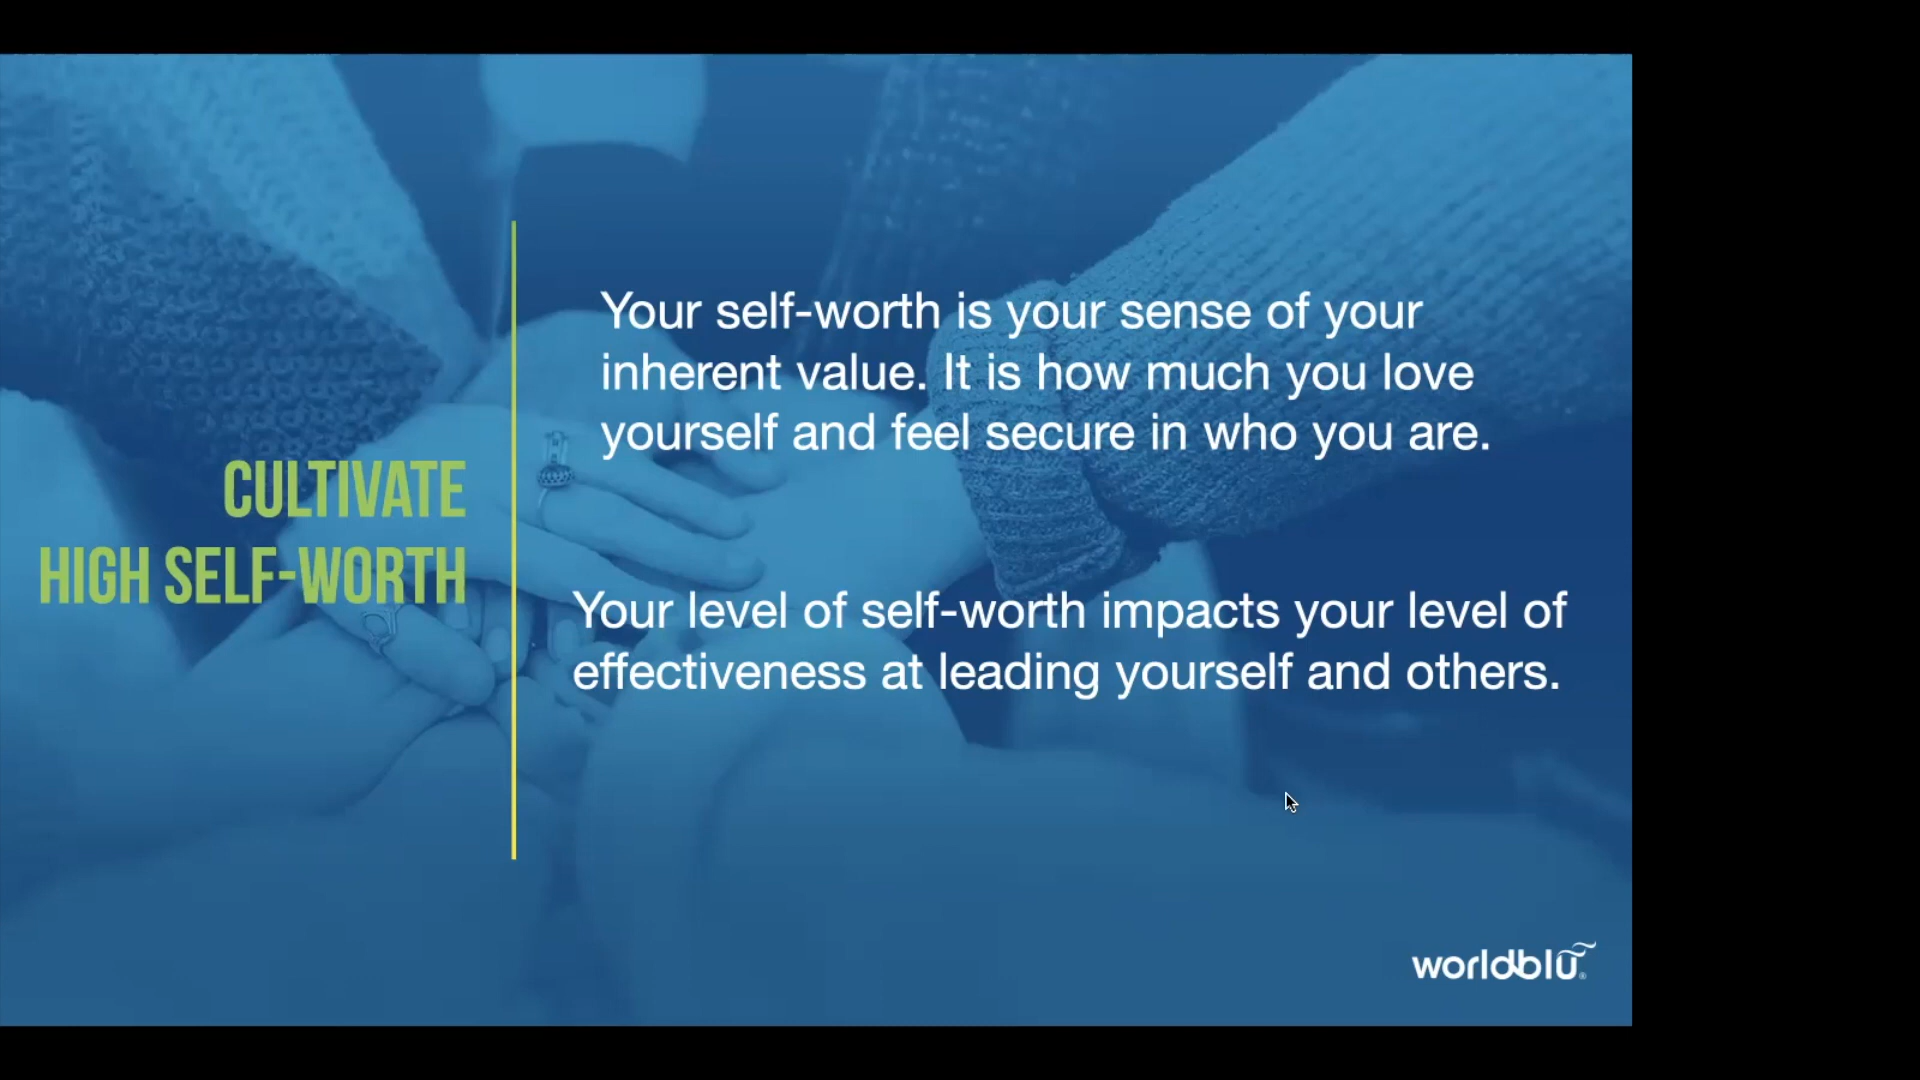 CULTIVATE
HIGH SELF-WORTH
Your self-worth is your sense of your
inherent value. It is how much you love
yourself and feel secure in who you are.
Your level of self-worth impacts your level of
effectiveness at leading yourself and others.
worldblu®